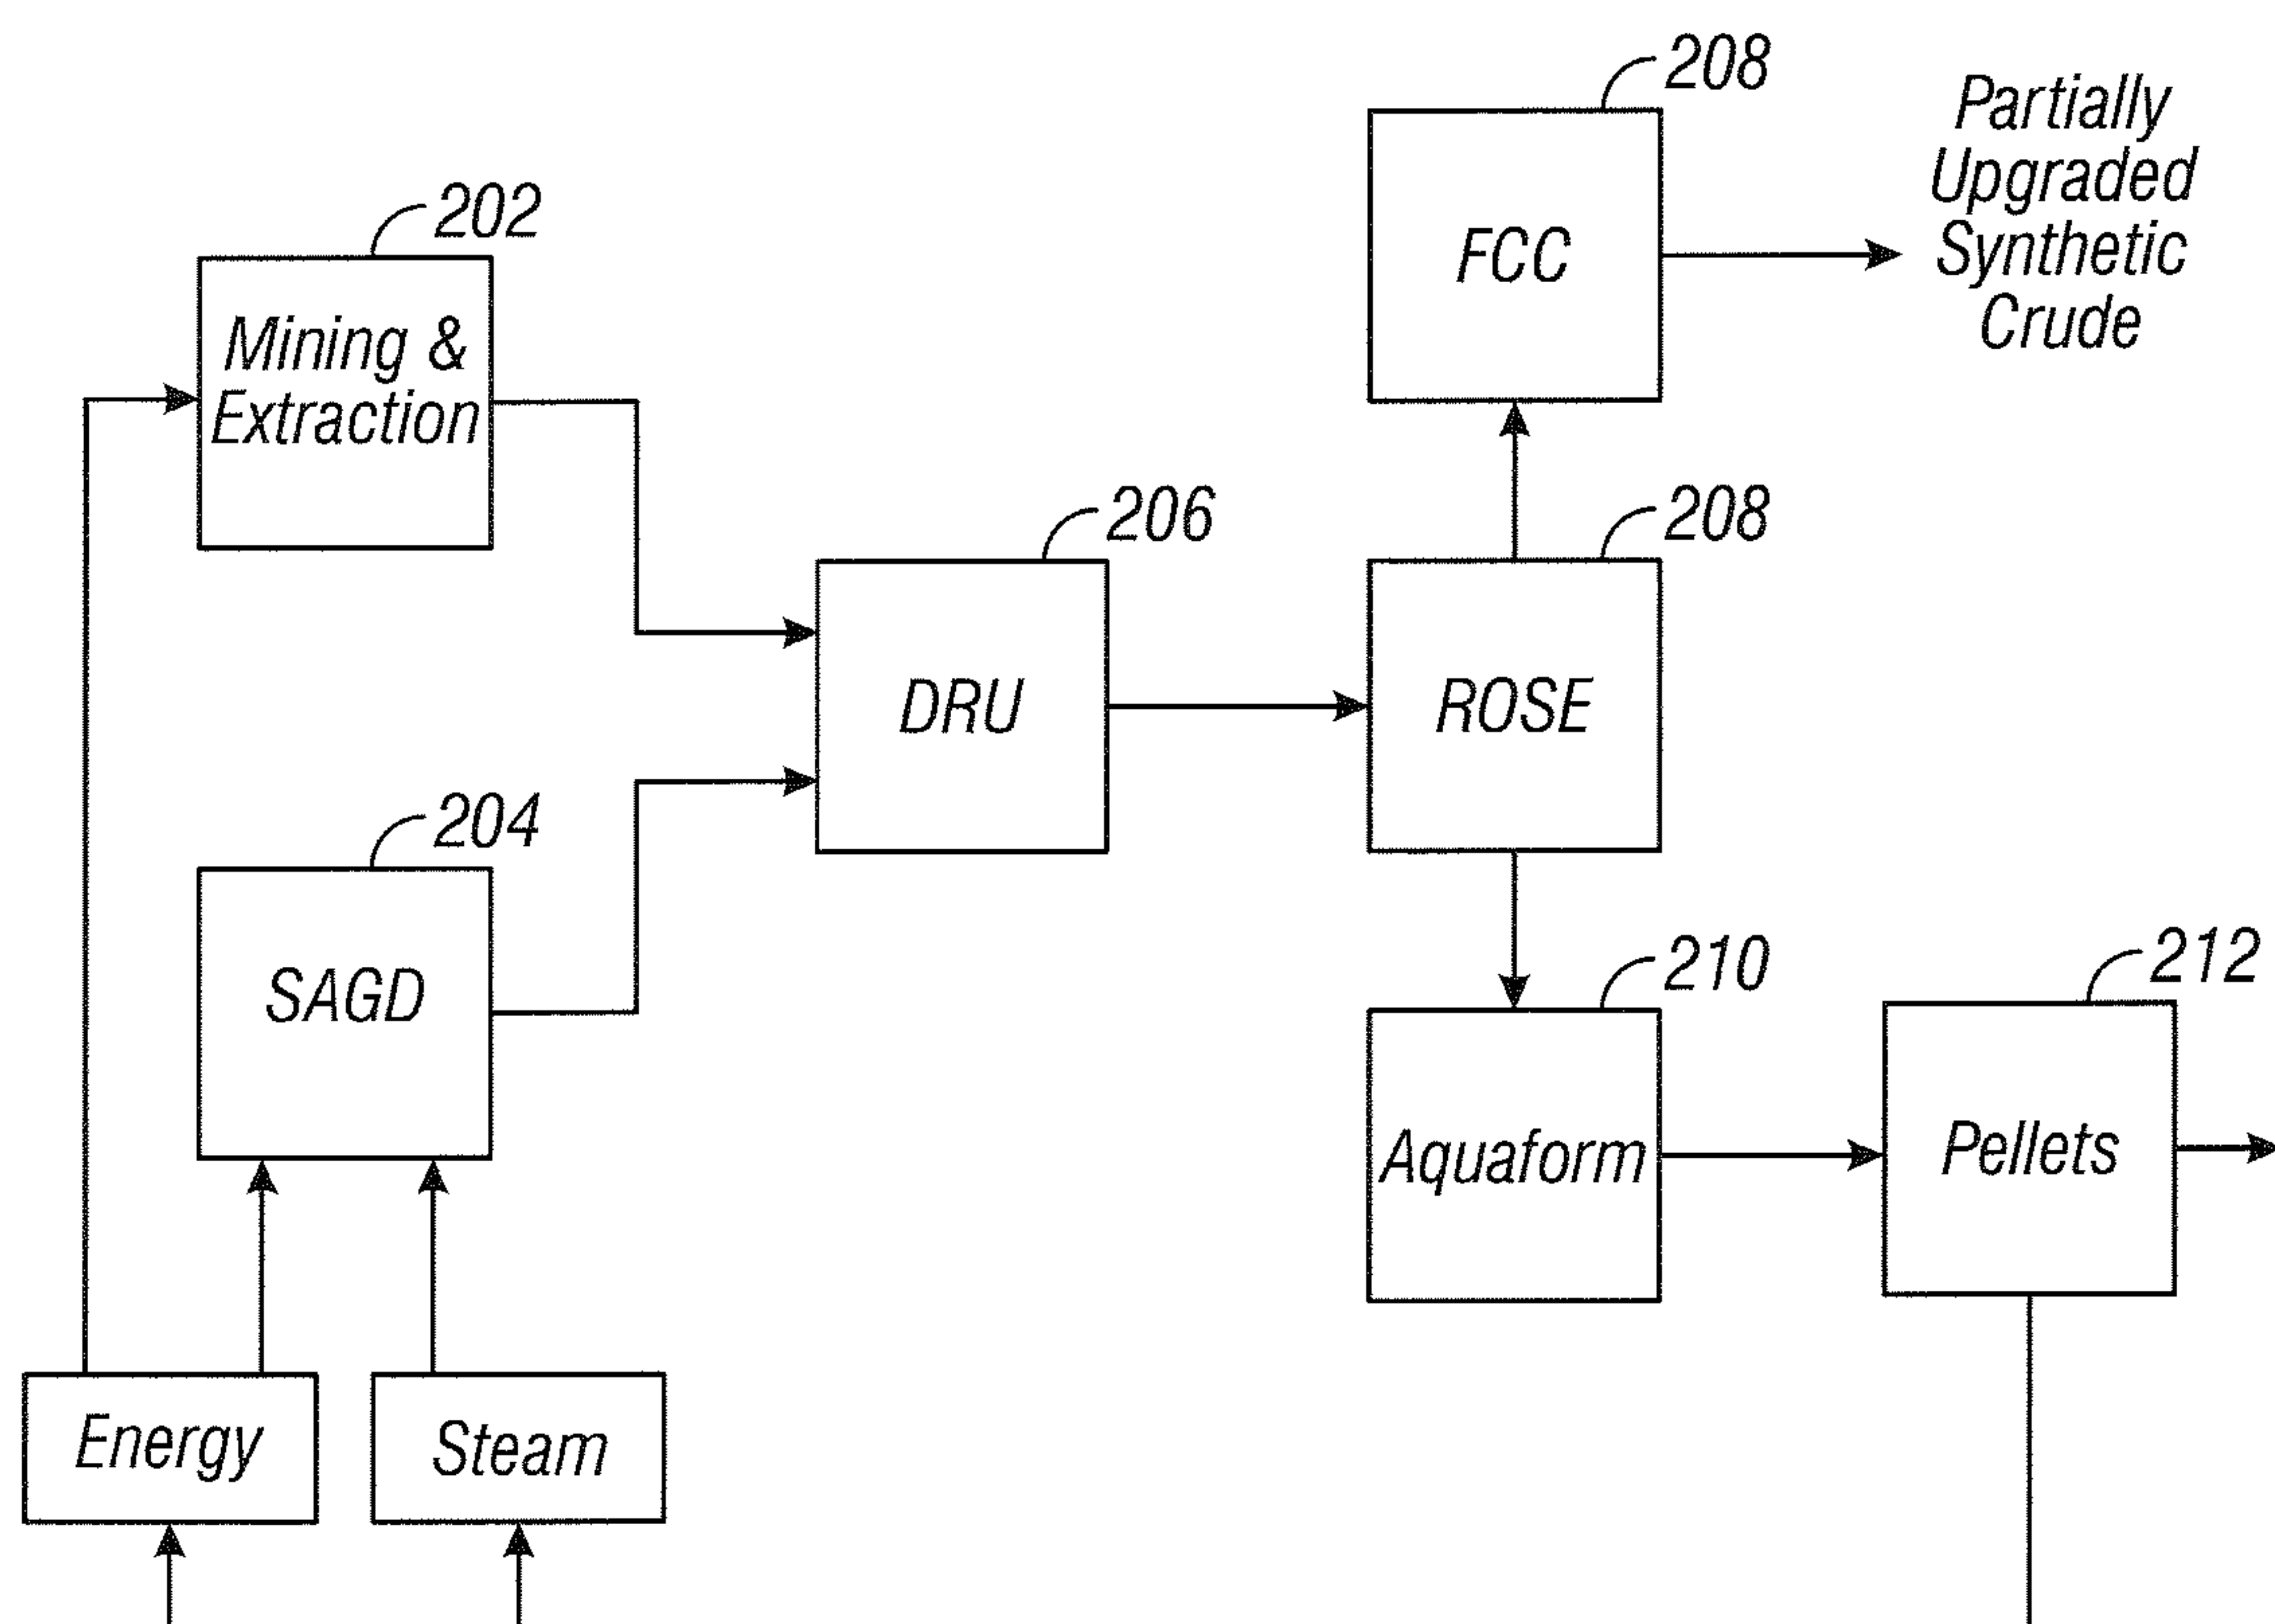 208
Partially
Upgraded
Synthetic
Crude
FCC
202
Mining &
Extraction
206
208
DRU
ROSE
204
SAGD
210
212
Aquaform
Pellets
Energy
Steam